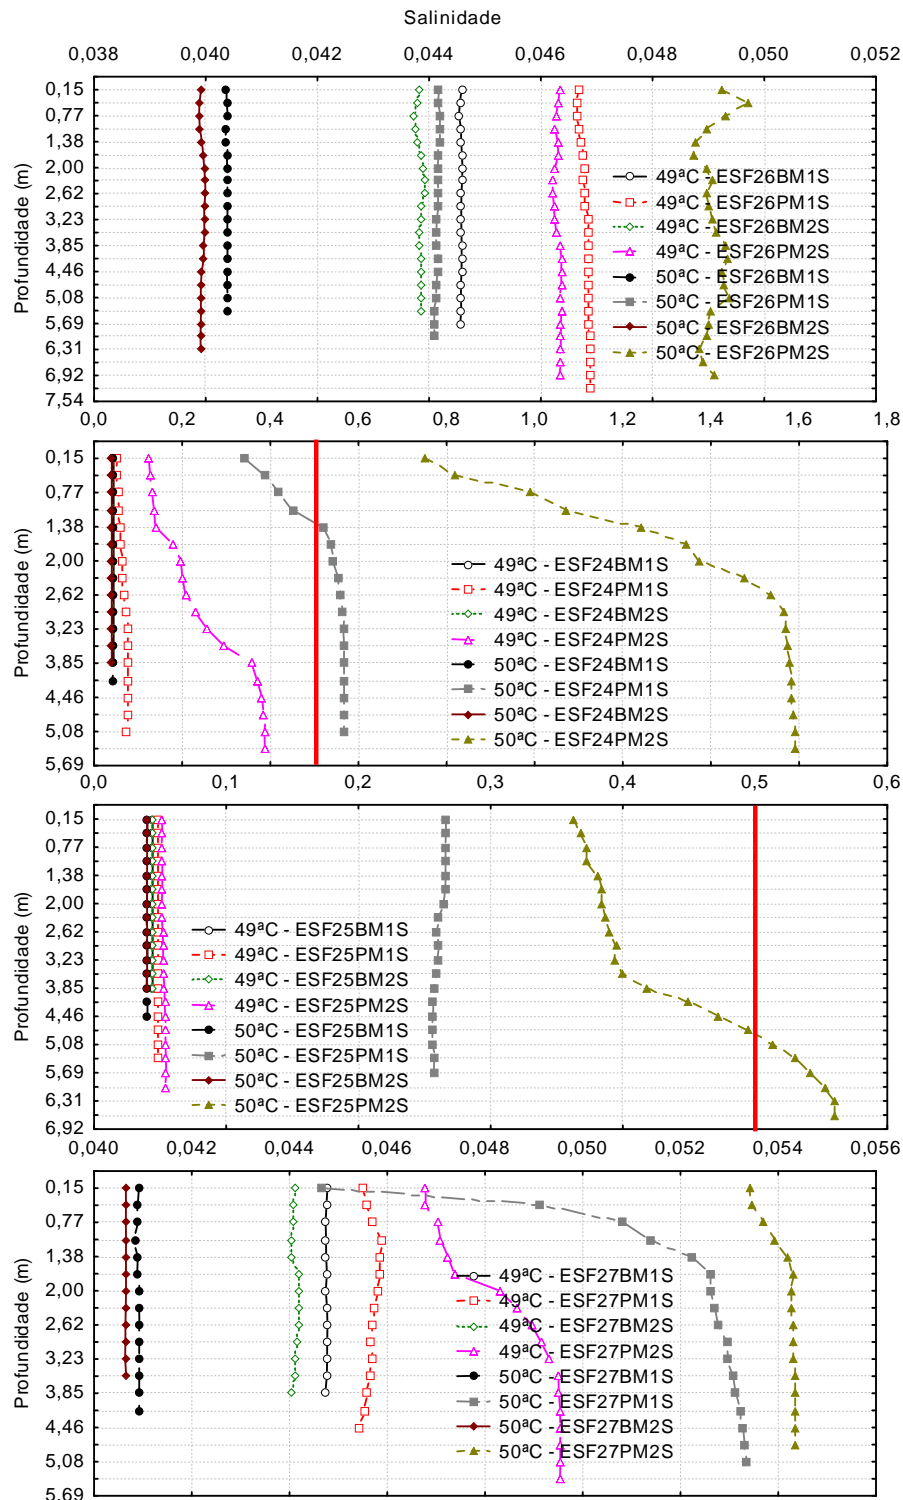 Salinidade
0,038 0,040 0,042 0,044 0,046 0,048 0,050 0,052
Profundidade (m)
0,15
0,77
1,38
2,00
2,62
3,23
3,85
4,46
5,08
5,69
6,31
6,92
7,54
49ªC - ESF26BM1S
49ªC - ESF26PM1S
49ªC - ESF26BM2S
49ªC - ESF26PM2S
50ªC - ESF26BM1S
50ªC - ESF26PM1S
50ªC - ESF26BM2S
50ªC - ESF26PM2S
0,0 0,2 0,4 0,6 0,8 1,0 1,2 1,4 1,6 1,8
Profundidade (m)
0,15
0,77
1,38
2,00
2,62
3,23
3,85
4,46
5,08
5,69
49ªC - ESF24BM1S
49ªC - ESF24PM1S
49ªC - ESF24BM2S
49ªC - ESF24PM2S
50ªC - ESF24BM1S
50ªC - ESF24PM1S
50ªC - ESF24BM2S
50ªC - ESF24PM2S
0,0 0,1 0,2 0,3 0,4 0,5 0,6
Profundidade (m)
0,15
0,77
1,38
2,00
2,62
3,23
3,85
4,46
5,08
5,69
6,31
6,92
49ªC - ESF25BM1S
49ªC - ESF25PM1S
49ªC - ESF25BM2S
49ªC - ESF25PM2S
50ªC - ESF25BM1S
50ªC - ESF25PM1S
50ªC - ESF25BM2S
50ªC - ESF25PM2S
0,040 0,042 0,044 0,046 0,048 0,050 0,052 0,054 0,056
Profundidade (m)
0,15
0,77
1,38
2,00
2,62
3,23
3,85
4,46
5,08
5,69
49ªC - ESF27BM1S
49ªC - ESF27PM1S
49ªC - ESF27BM2S
49ªC - ESF27PM2S
50ªC - ESF27BM1S
50ªC - ESF27PM1S
50ªC - ESF27BM2S
50ªC - ESF27PM2S